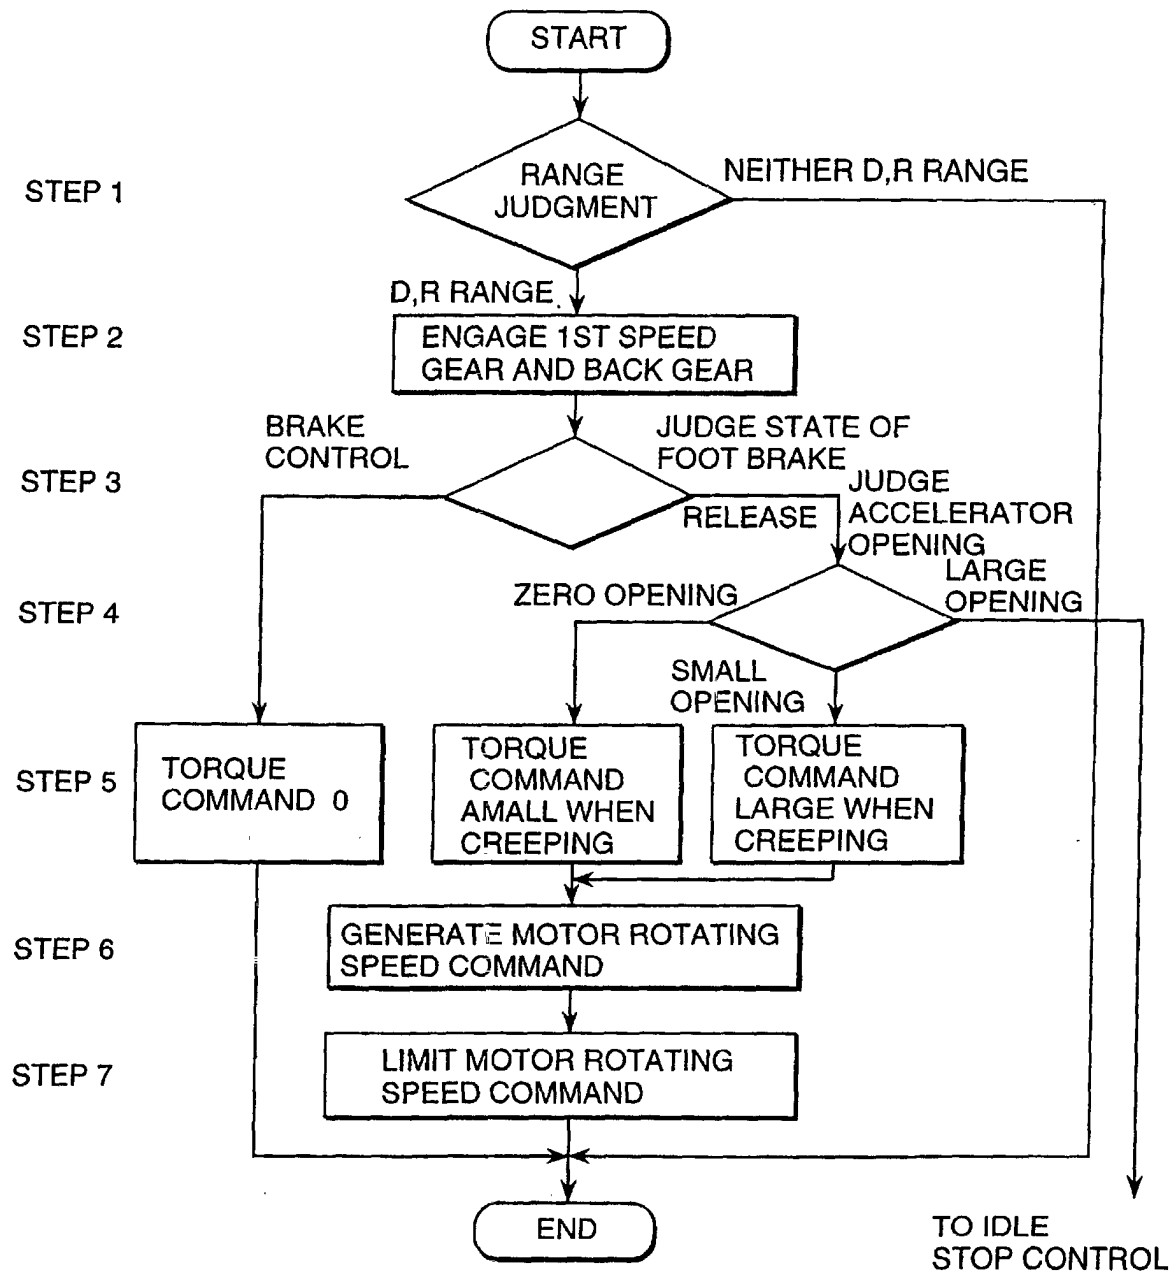 START
STEP 1
RANGE
JUDGMENT
NEITHER D,R RANGE
D,R RANGE
STEP 2
ENGAGE 1ST SPEED
GEAR AND BACK GEAR
BRAKE
CONTROL
JUDGE STATE OF
FOOT BRAKE
STEP 3
RELEASE
JUDGE
ACCELERATOR
OPENING
STEP 4
ZERO OPENING
LARGE
OPENING
SMALL
OPENING
STEP 5
TORQUE
COMMAND 0
TORQUE
COMMAND
AMALL WHEN
CREEPING
TORQUE
COMMAND
LARGE WHEN
CREEPING
STEP 6
GENERATE MOTOR ROTATING
SPEED COMMAND
STEP 7
LIMIT MOTOR ROTATING
SPEED COMMAND
END
TO IDLE
STOP CONTROL